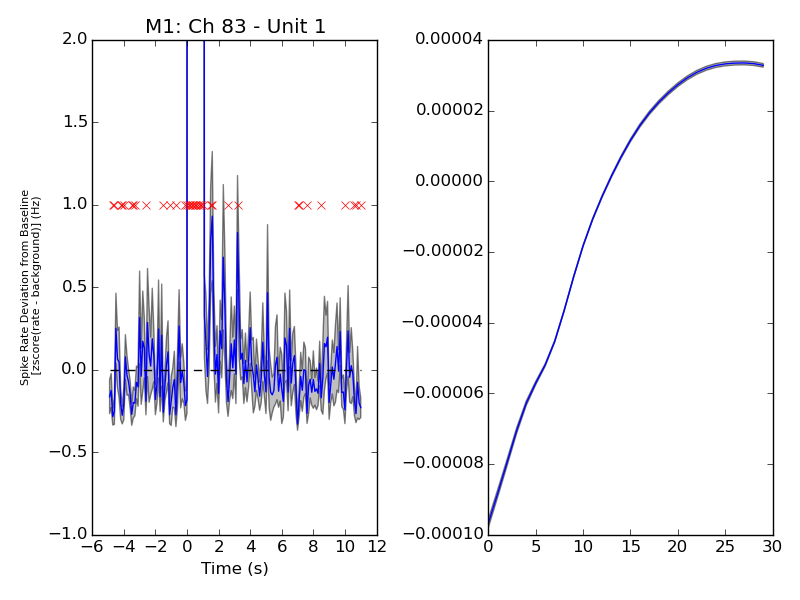 M1: Ch 83 - Unit 1
Spike Rate Deviation from Baseline
[zscore(rate - background)] (Hz)
2.0
1.5
1.0
0.5
0.0
−0.5
−1.0
−6 −4 −2 0 2 4 6 8 10 12
Time (s)
0.00004
0.00002
0.00000
−0.00002
−0.00004
−0.00006
−0.00008
−0.00010
0 5 10 15 20 25 30